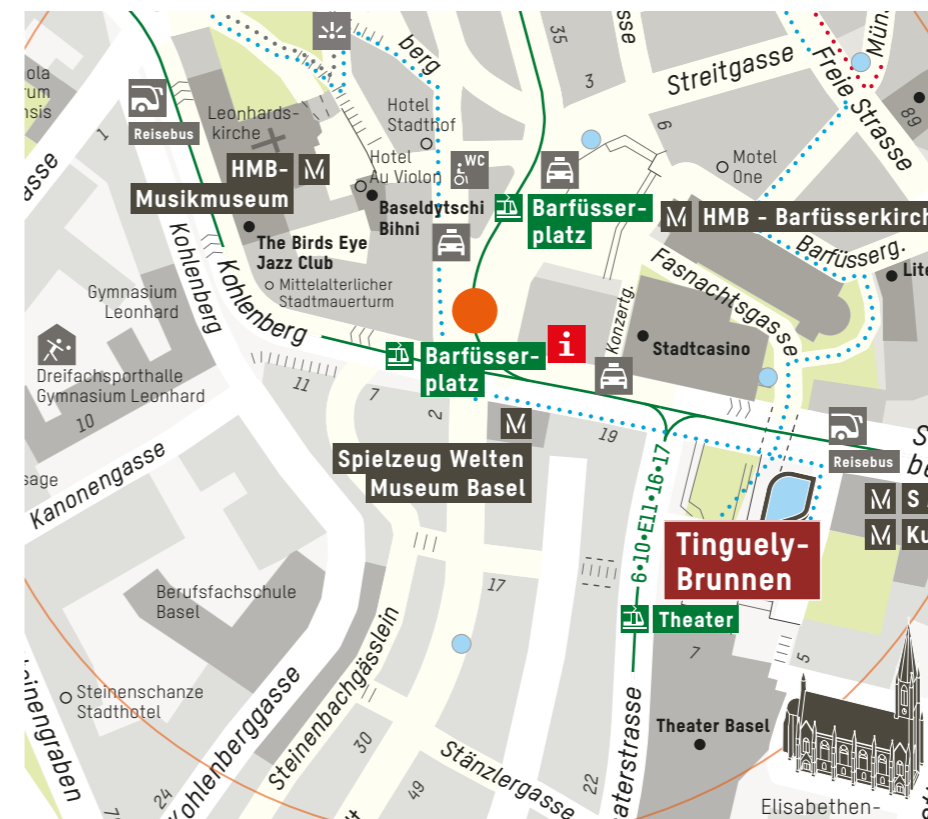 berg
35
3
Streitgasse
Freie Strasse
89
6
1
Reisebus
Leonhards-
kirche
HMB-
Musikmuseum
Hotel
Stadthof
Hotel
Au Violon
WC
Baseldytschi
Bihni
Barfüsser-
platz
Motel
One
HMB - Barfüsserkirch
Barfüsserg.
Lite
Fasnachtsgasse
Konzertg.
Stadtcasino
The Birds Eye
Jazz Club
Mittelalterlicher
Stadtmauerturm
Kohlenberg
Kohlenberg
Gymnasium
Leonhard
Dreifachsporthalle
Gymnasium Leonhard
10
11
7
2
Barfüsser-
platz
i
19
Spielzeug Welten
Museum Basel
Reisebus
S
Ku
Kanonengasse
sage
6•10•E11•16•17
Tinguely-
Brunnen
Theater
17
7
5
Berufsfachschule
Basel
Steinenschanze
Stadthotel
Steinenbachgässlein
Kohlenberggasse
24
30
49
Stänzlergasse
22
aterstrasse
Theater Basel
Elisabethen-